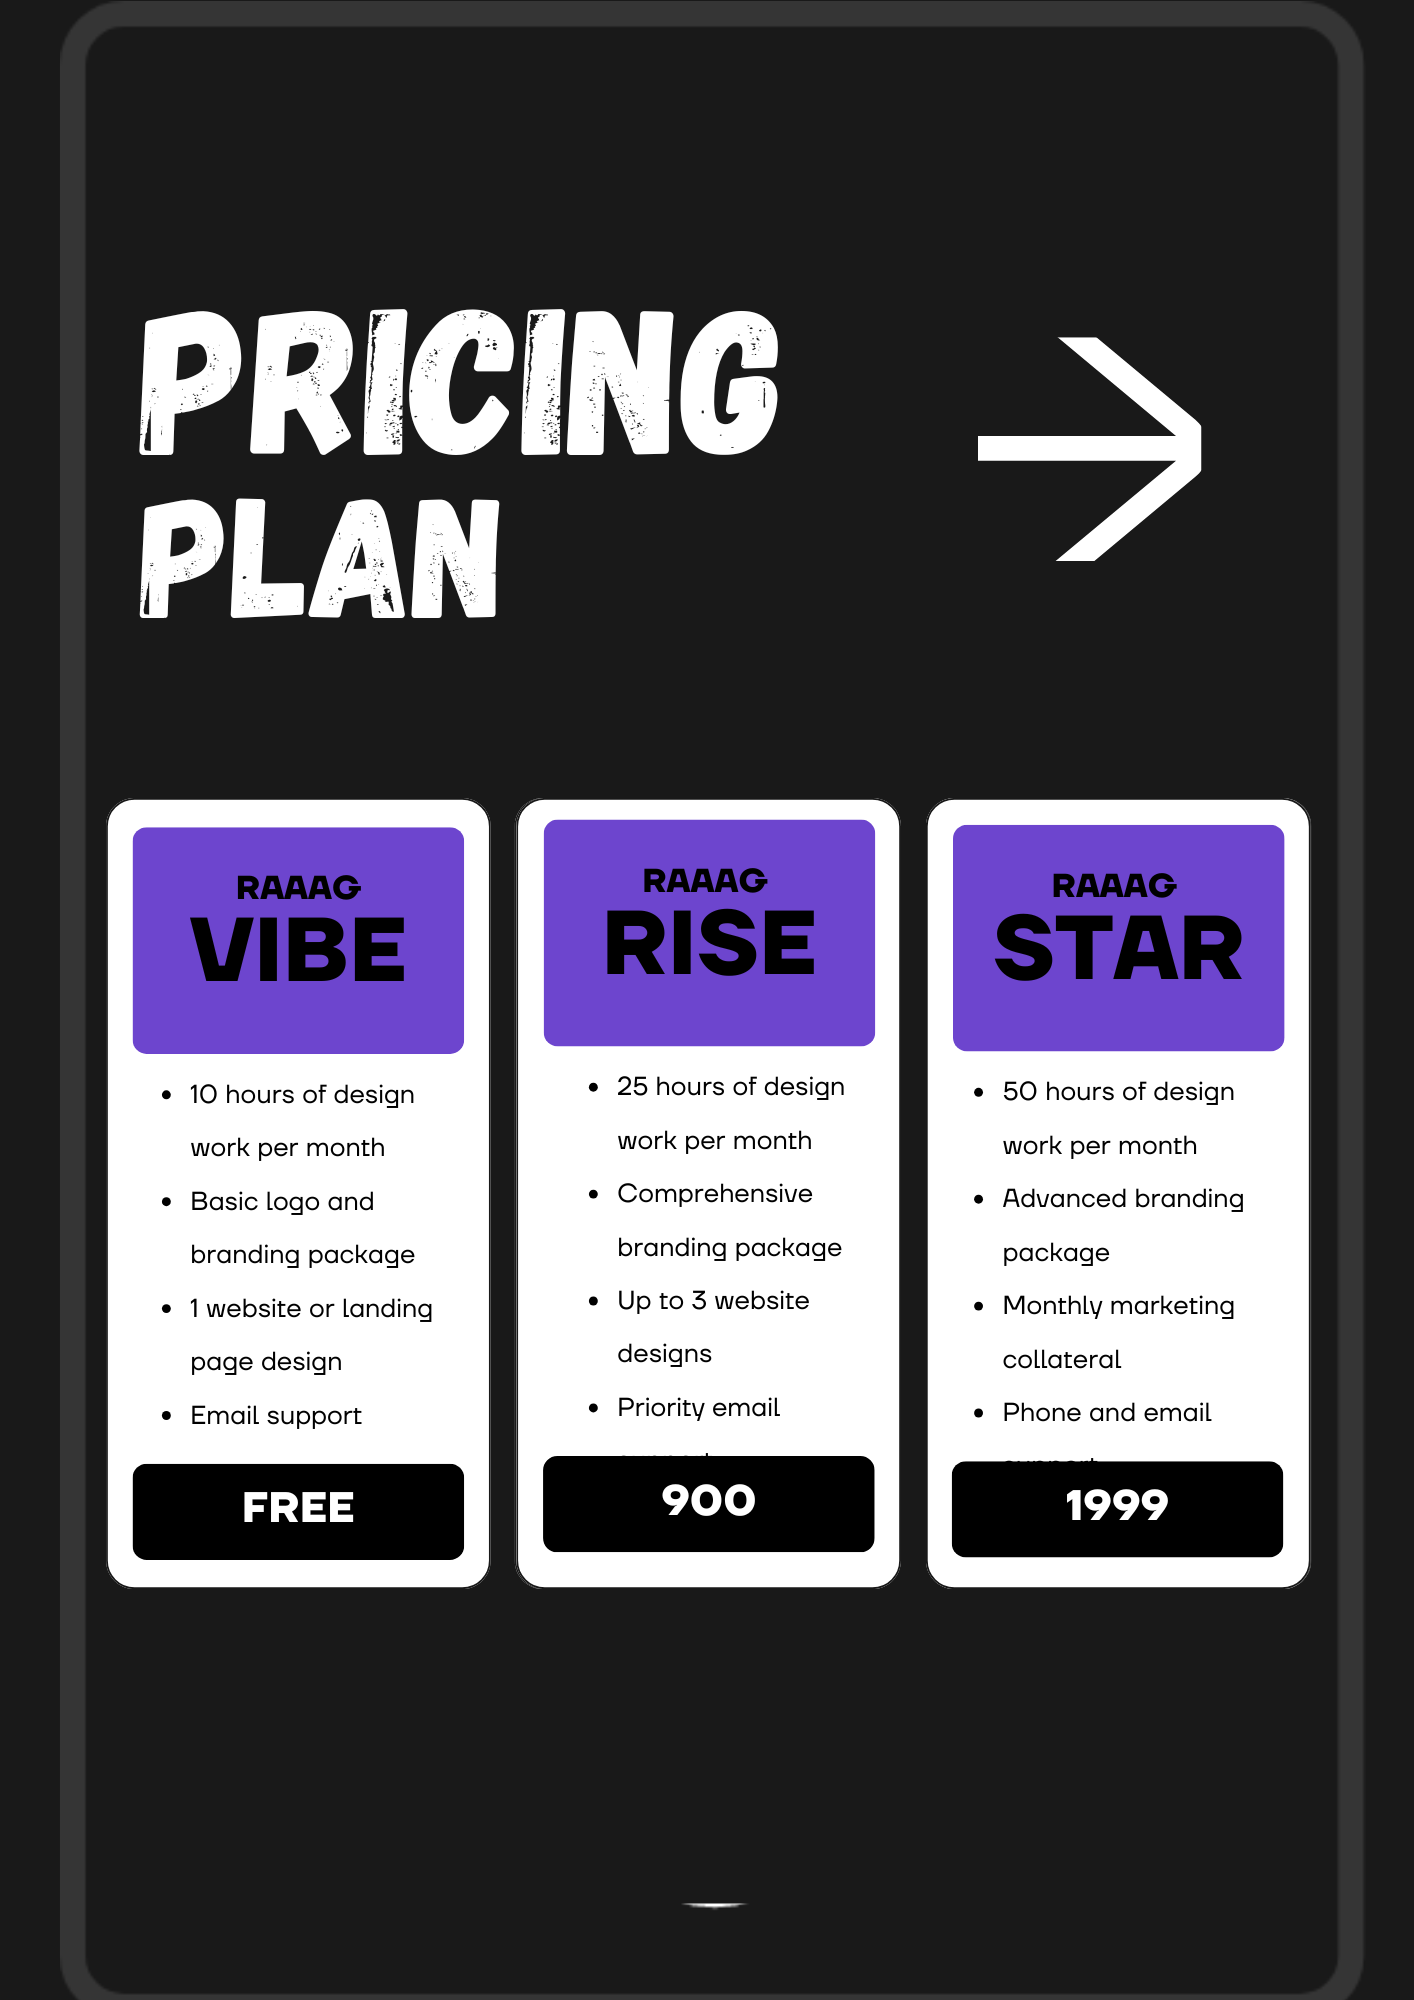 PRICING
PLAN
RAAAG
VIBE
• 10 hours of design
work per month
• Basic logo and
branding package
• 1 website or landing
page design
• Email support
FREE
RAAAG
RISE
• 25 hours of design
work per month
• Comprehensive
branding package
• Up to 3 website
designs
• Priority email
900
RAAAG
STAR
• 50 hours of design
work per month
• Advanced branding
package
• Monthly marketing
collateral
• Phone and email
support
1999